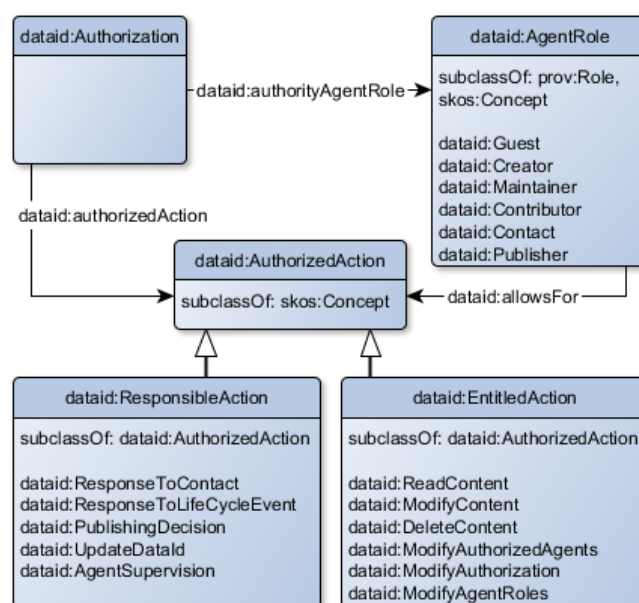 dataid:Authorization
dataid:AgentRole
subclassOf: prov:Role,
skos:Concept
dataid:authorityAgentRole
dataid:Guest
dataid:Creator
dataid:Maintainer
dataid:Contributor
dataid:Contact
dataid:Publisher
dataid:authorizedAction
dataid:AuthorizedAction
subclassOf: skos:Concept
dataid:allowsFor
dataid:ResponsibleAction
subclassOf: dataid:AuthorizedAction
dataid:ResponseToContact
dataid:ResponseToLifeCycleEvent
dataid:PublishingDecision
dataid:UpdateDataId
dataid:AgentSupervision
dataid:EntitledAction
subclassOf: dataid:AuthorizedAction
dataid:ReadContent
dataid:ModifyContent
dataid:DeleteContent
dataid:ModifyAuthorizedAgents
dataid:ModifyAuthorization
dataid:ModifyAgentRoles